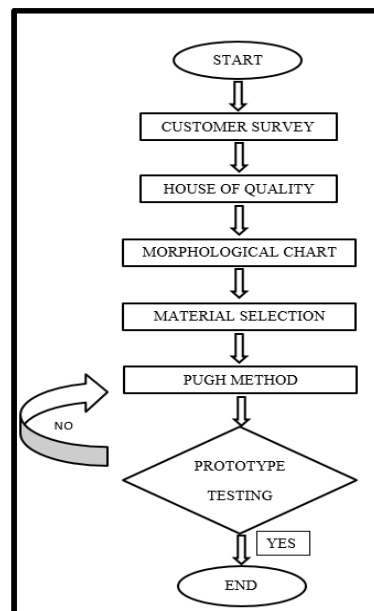 START
CUSTOMER SURVEY
HOUSE OF QUALITY
MORPHOLOGICAL CHART
MATERIAL SELECTION
PUGH METHOD
NO
PROTOTYPE
TESTING
YES
END